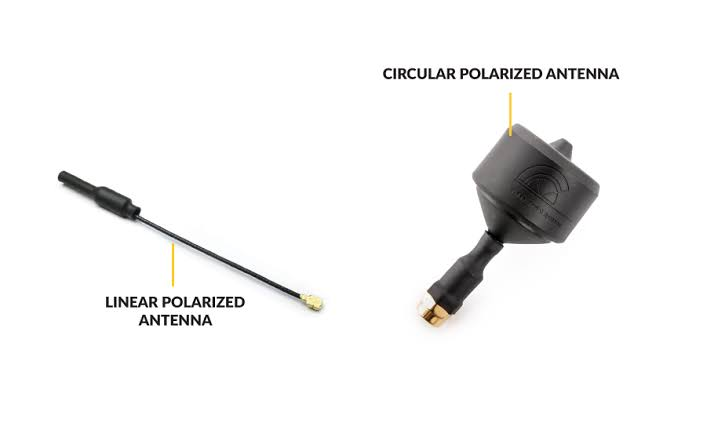 CIRCULAR POLARIZED ANTENNA
LINEAR POLARIZED
ANTENNA